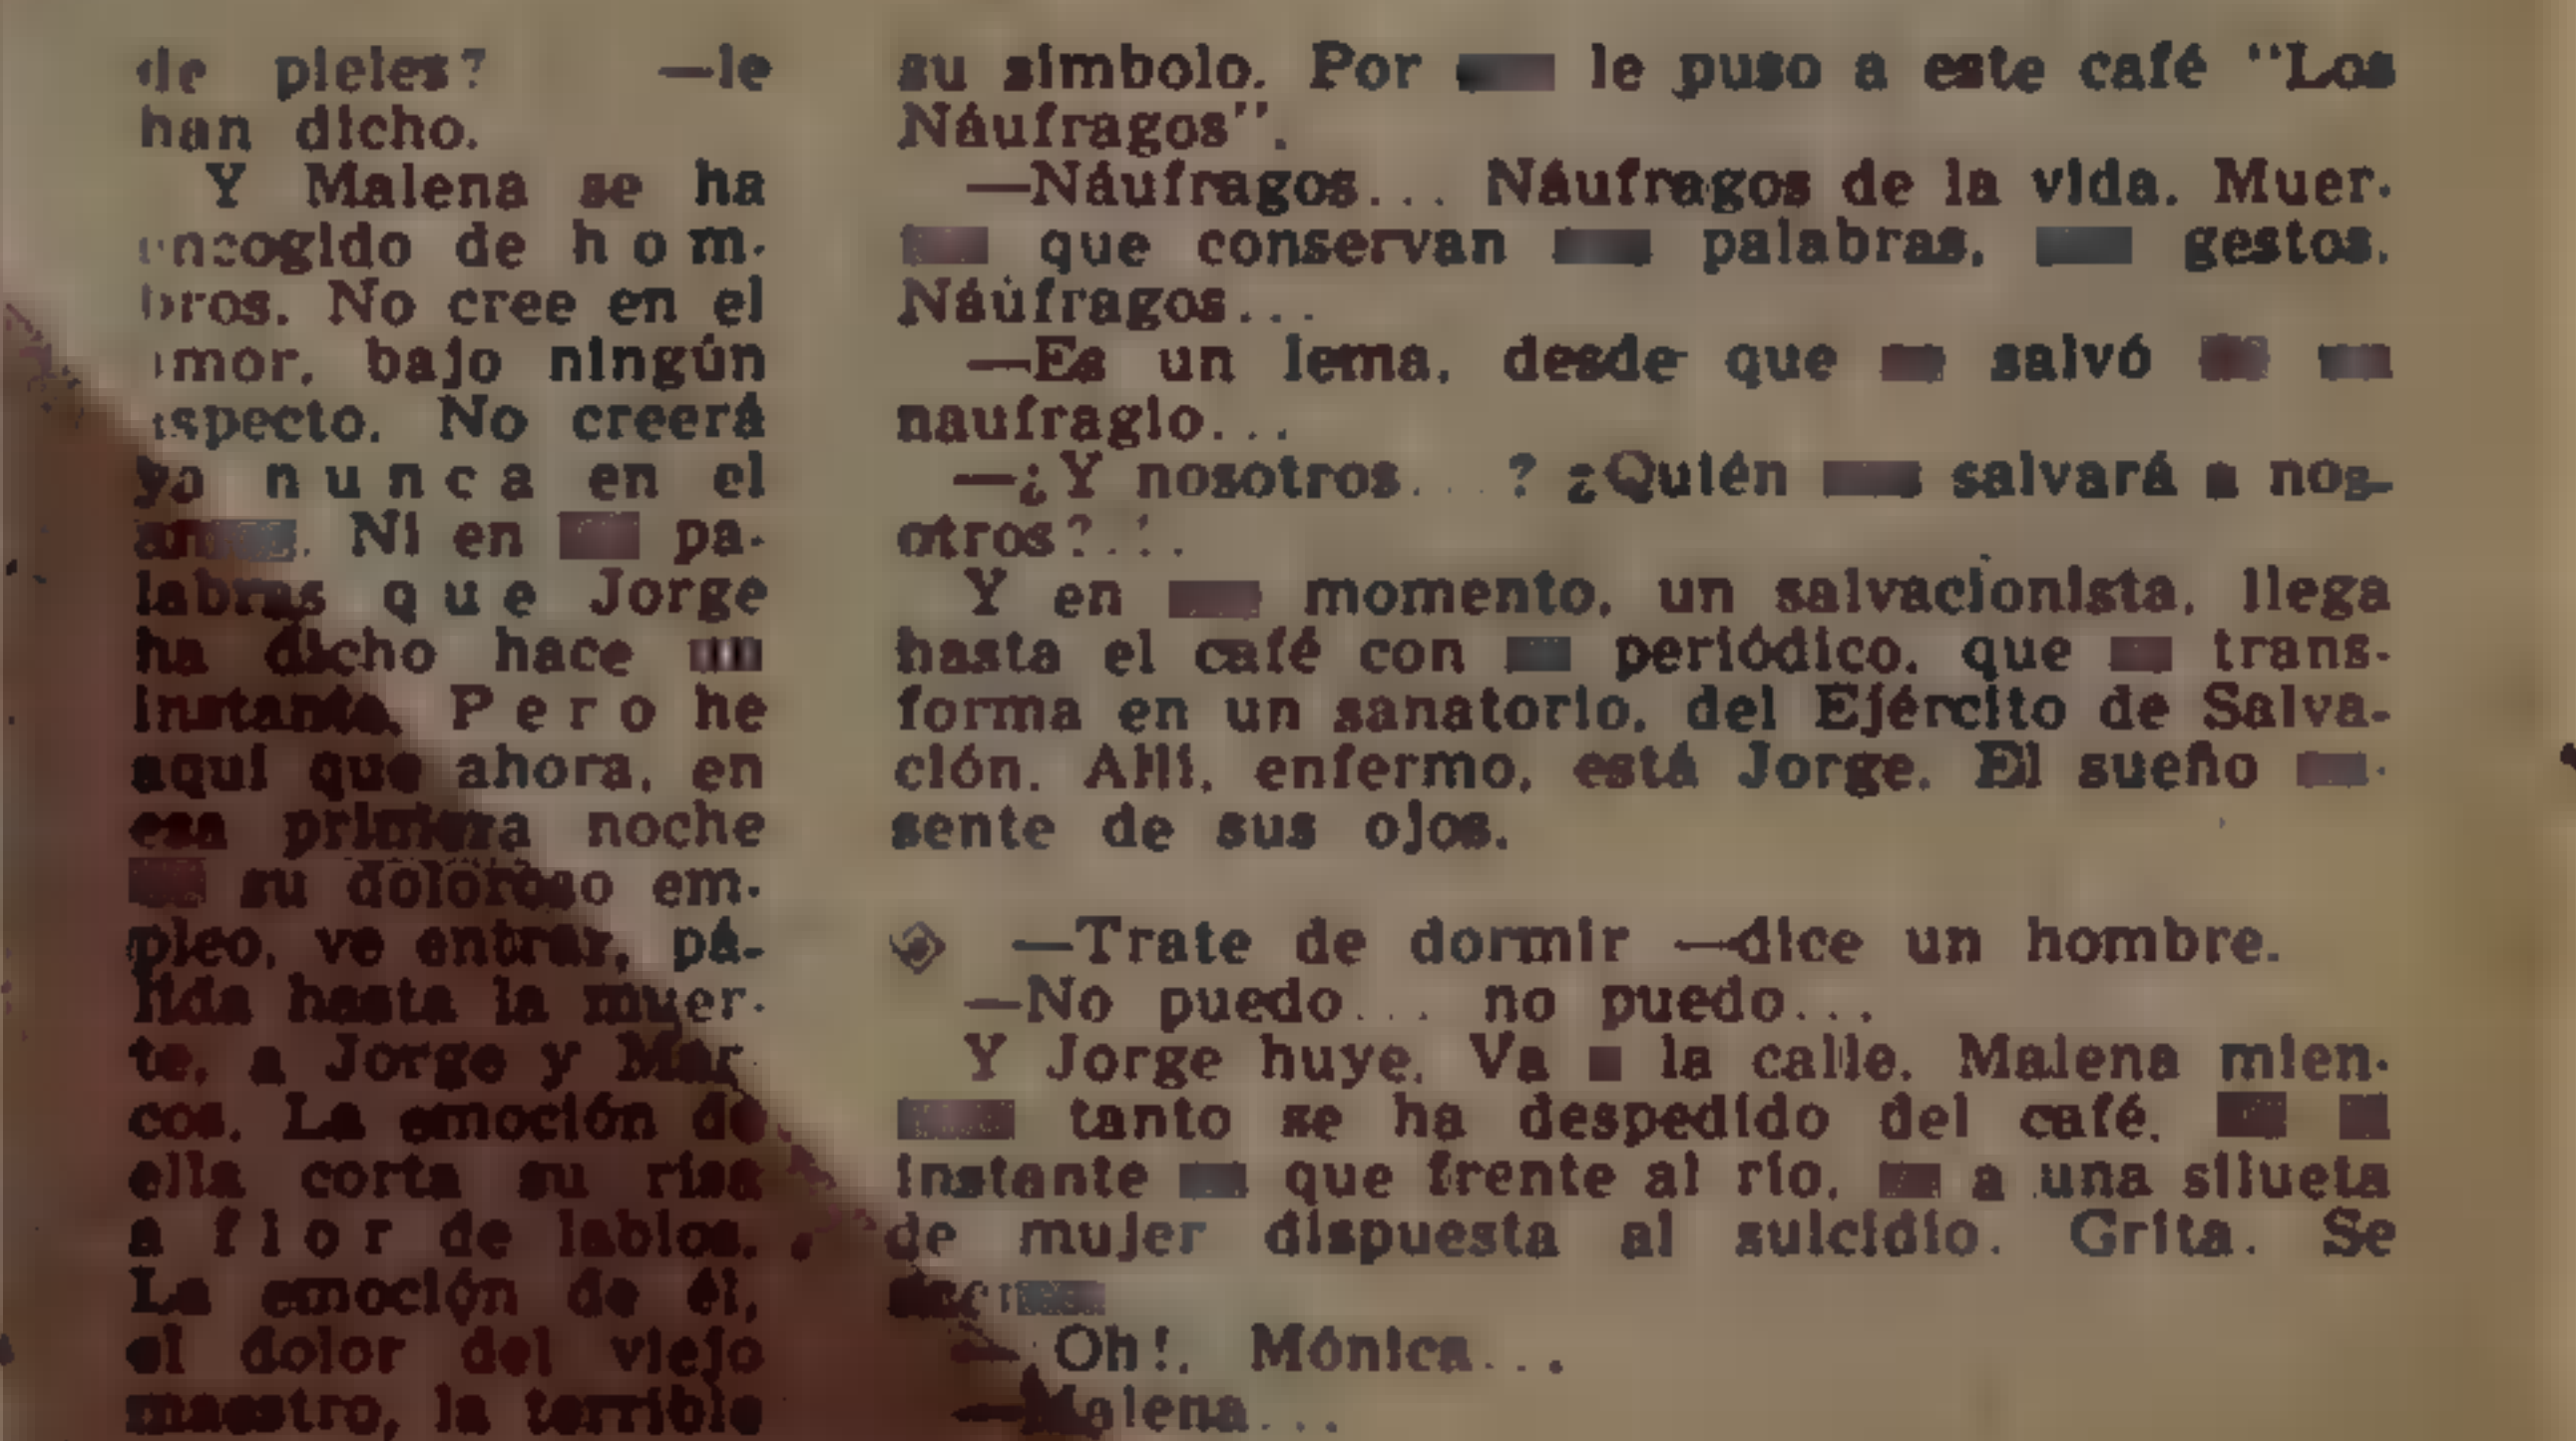 de pieles? —le
han dicho.
Y Malena se ha
encogido de hom-
bros. No cree en el
amor, bajo ningún
aspecto. No creerá
ya nunca en el
Ni en pa-
labras que Jorge
ha dicho hace
instante. Pero he
aquí que ahora, en
esa primera noche
su doloroso em-
pleo, ve entrar, pá-
lida hasta la muer-
te, a Jorge y Mar
cos. La emoción de
ella corta su risa
a flor de labios.
La emoción de él,
el dolor del viejo
maestro, la terrible
su símbolo. Por le puso a este café "Los
Náufragos".
—Náufragos... Náufragos de la vida. Muer-
que conservan palabras, gestos.
Náufragos...
—Es un lema, desde que salvó
naufragio...
—¿Y nosotros...? ¿Quién salvará a nos-
otros?...
Y en momento, un salvacionista, llega
hasta el café con periódico, que trans-
forma en un sanatorio, del Ejército de Salva-
ción. Allí, enfermo, está Jorge. El sueño
sente de sus ojos.
—Trate de dormir —dice un hombre.
—No puedo... no puedo...
Y Jorge huye. Va la calle. Malena mien-
tanto se ha despedido del café.
instante que frente al río, a una silueta
de mujer dispuesta al suicidio. Grita. Se
—Oh!, Mónica...
—Malena...